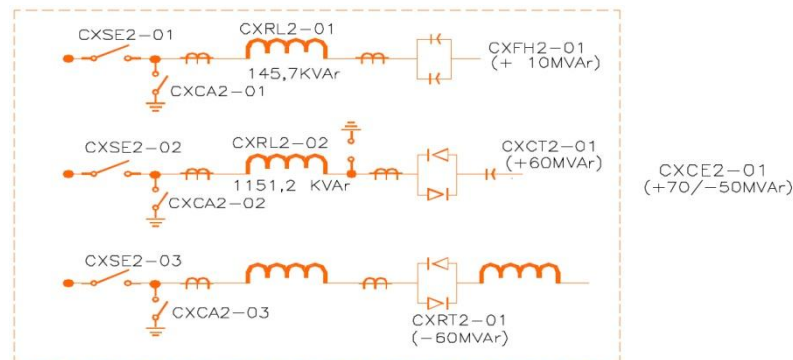 CXSE2-01
CXRL2-01
CXFH2-01
(+ 10MVAr)
145,7KVAr
CXCA2-01
CXSE2-02
CXRL2-02
CXCT2-01
(+60MVAr)
1151,2 KVAr
CXCA2-02
CXCE2-01
(+70/-50MVAr)
CXSE2-03
CXCA2-03
CXRT2-01
(-60MVAr)